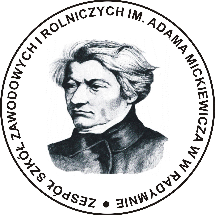 ZESPÓŁ SZKÓŁ ZAWODOWYCH I ROLNICZYCH IM. ADAMA MICKIEWICZA W RADYMNIE